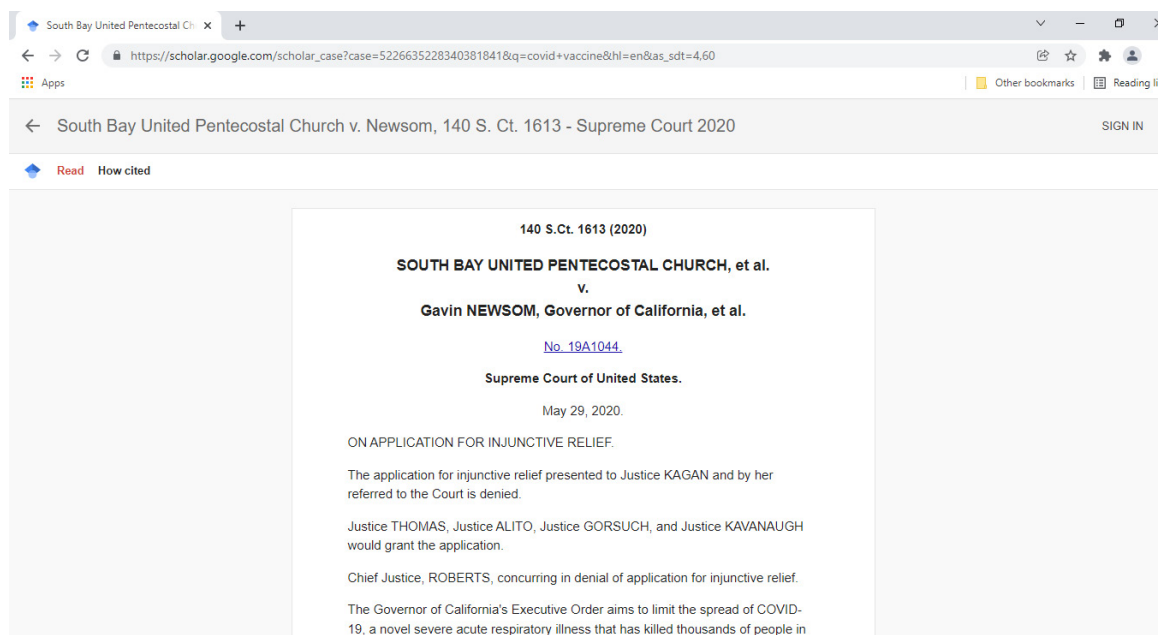 South Bay United Pentecostal Ch
https://scholar.google.com/scholar_case?case=5226635228340381841&q=covid+vaccine&hl=en&as_sdt=4,60
Apps
Other bookmarks
Reading li
South Bay United Pentecostal Church v. Newsom, 140 S. Ct. 1613 - Supreme Court 2020
SIGN IN
Read How cited
140 S.Ct. 1613 (2020)
SOUTH BAY UNITED PENTECOSTAL CHURCH, et al.
v.
Gavin NEWSOM, Governor of California, et al.
No. 19A1044.
Supreme Court of United States.
May 29, 2020.
ON APPLICATION FOR INJUNCTIVE RELIEF.
The application for injunctive relief presented to Justice KAGAN and by her
referred to the Court is denied.
Justice THOMAS, Justice ALITO, Justice GORSUCH, and Justice KAVANAUGH
would grant the application.
Chief Justice, ROBERTS, concurring in denial of application for injunctive relief.
The Governor of California's Executive Order aims to limit the spread of COVID-
19, a novel severe acute respiratory illness that has killed thousands of people in